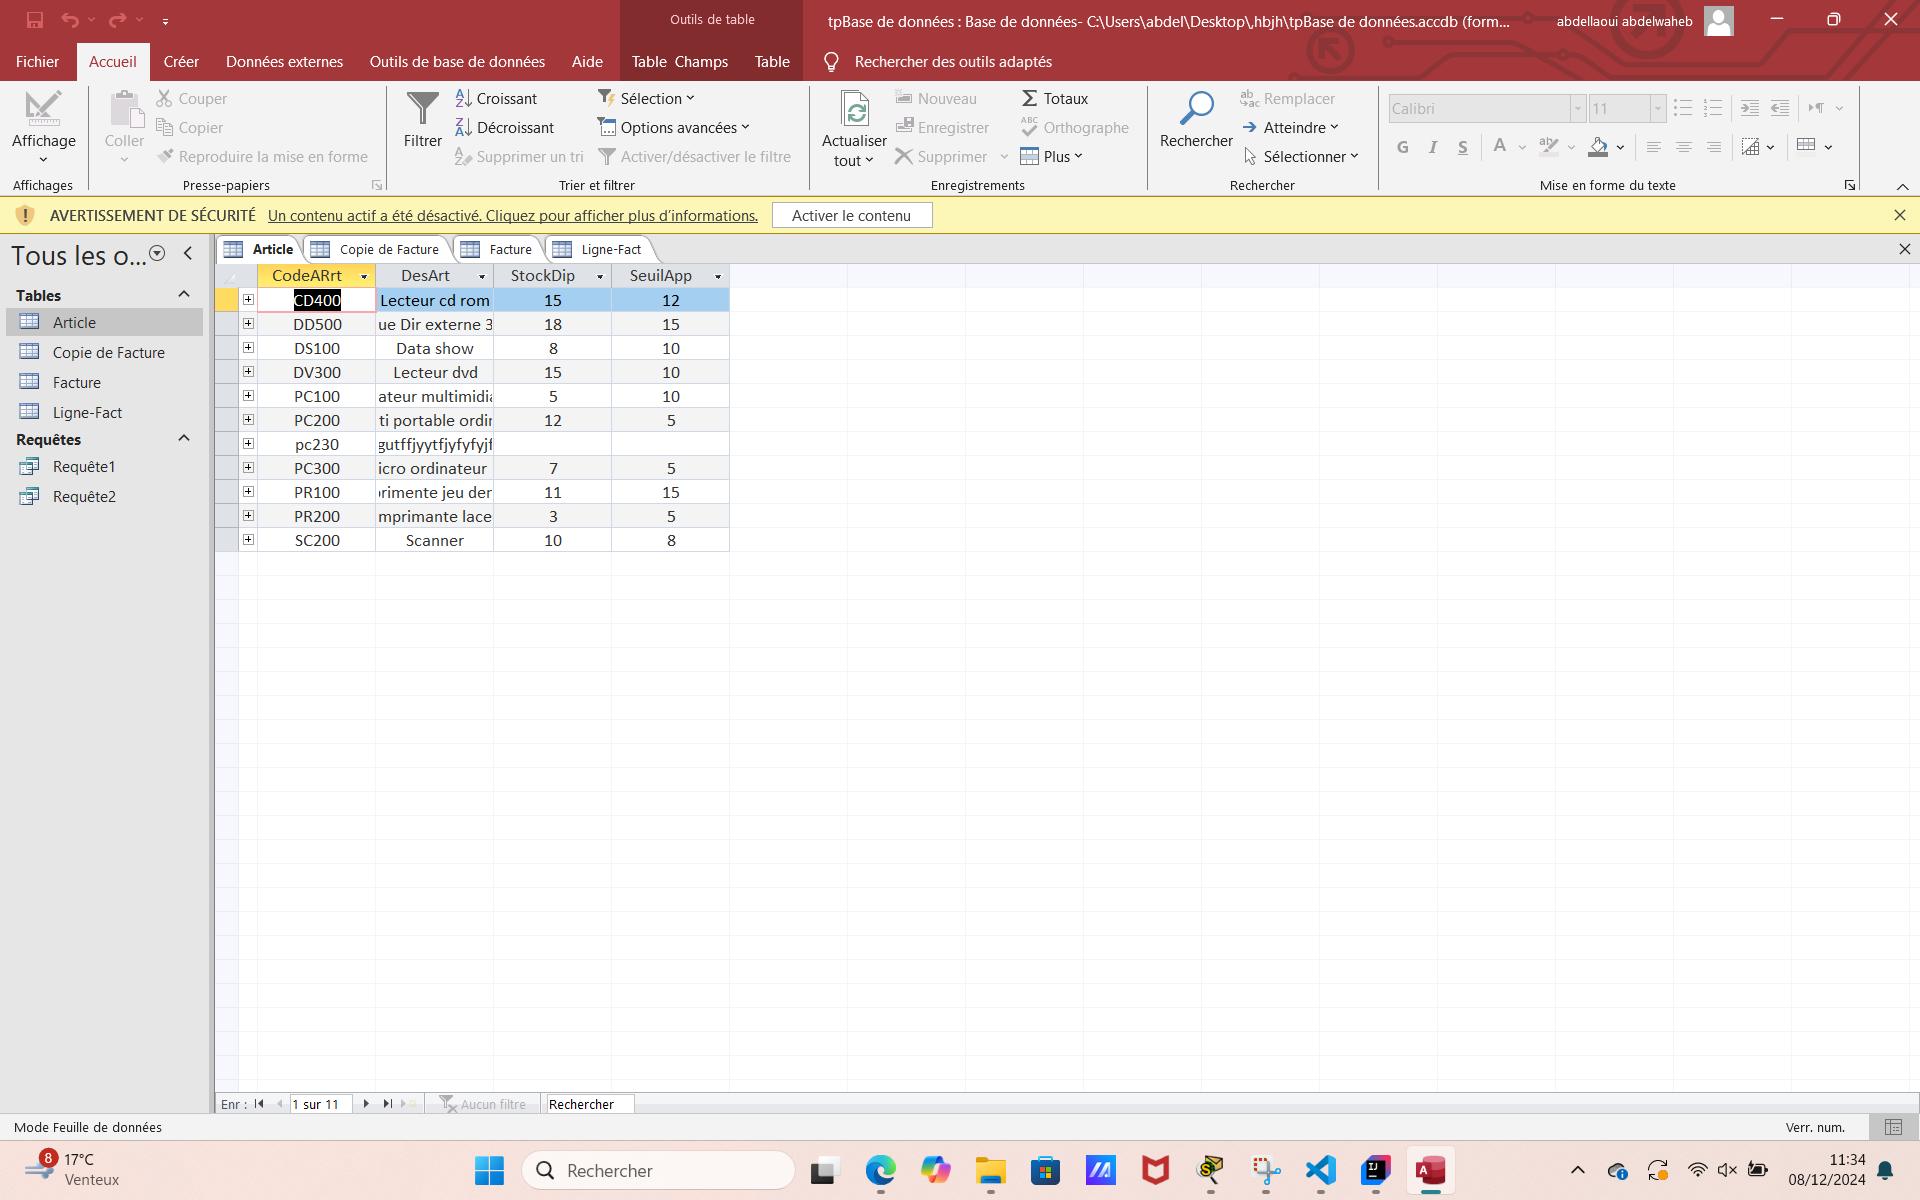 Outils de table
tpBase de données : Base de données- C:\Users\abdel\Desktop\,hbjh\tpBase de données.accdb (form...
abdellaoui abdelwaheb
Fichier Accueil Créer Données externes Outils de base de données Aide Table Champs Table Rechercher des outils adaptés
Affichage
Affichages
Coller
Couper
Copier
Reproduire la mise en forme
Presse-papiers
Filtrer
Croissant
Décroissant
Supprimer un tri
Sélection
Options avancées
Activer/désactiver le filtre
Trier et filtrer
Actualiser
tout
Nouveau
Enregistrer
Supprimer
Totaux
Orthographe
Plus
Enregistrements
Rechercher
Remplacer
Atteindre
Sélectionner
Rechercher
Calibri 11
G I S A
Mise en forme du texte
AVERTISSEMENT DE SÉCURITÉ Un contenu actif a été désactivé. Cliquez pour afficher plus d'informations. Activer le contenu
Tous les o...
Tables
Article
Copie de Facture
Facture
Ligne-Fact
Requêtes
Requête1
Requête2
Article Copie de Facture Facture Ligne-Fact
CodeARrt DesArt StockDip SeuilApp
CD400 Lecteur cd rom 15 12
DD500 ue Dir externe 3 18 15
DS100 Data show 8 10
DV300 Lecteur dvd 15 10
PC100 ateur multimidia 5 10
PC200 ti portable ordin 12 5
pc230 gutffjyytfjyfyfyjf
PC300 icro ordinateur 7 5
PR100 primente jeu den 11 15
PR200 mprimante lace 3 5
SC200 Scanner 10 8
Enr : 1 sur 11 Aucun filtre Rechercher
Mode Feuille de données
Verr. num.
8
17°C
Venteux
Rechercher
11:34
08/12/2024